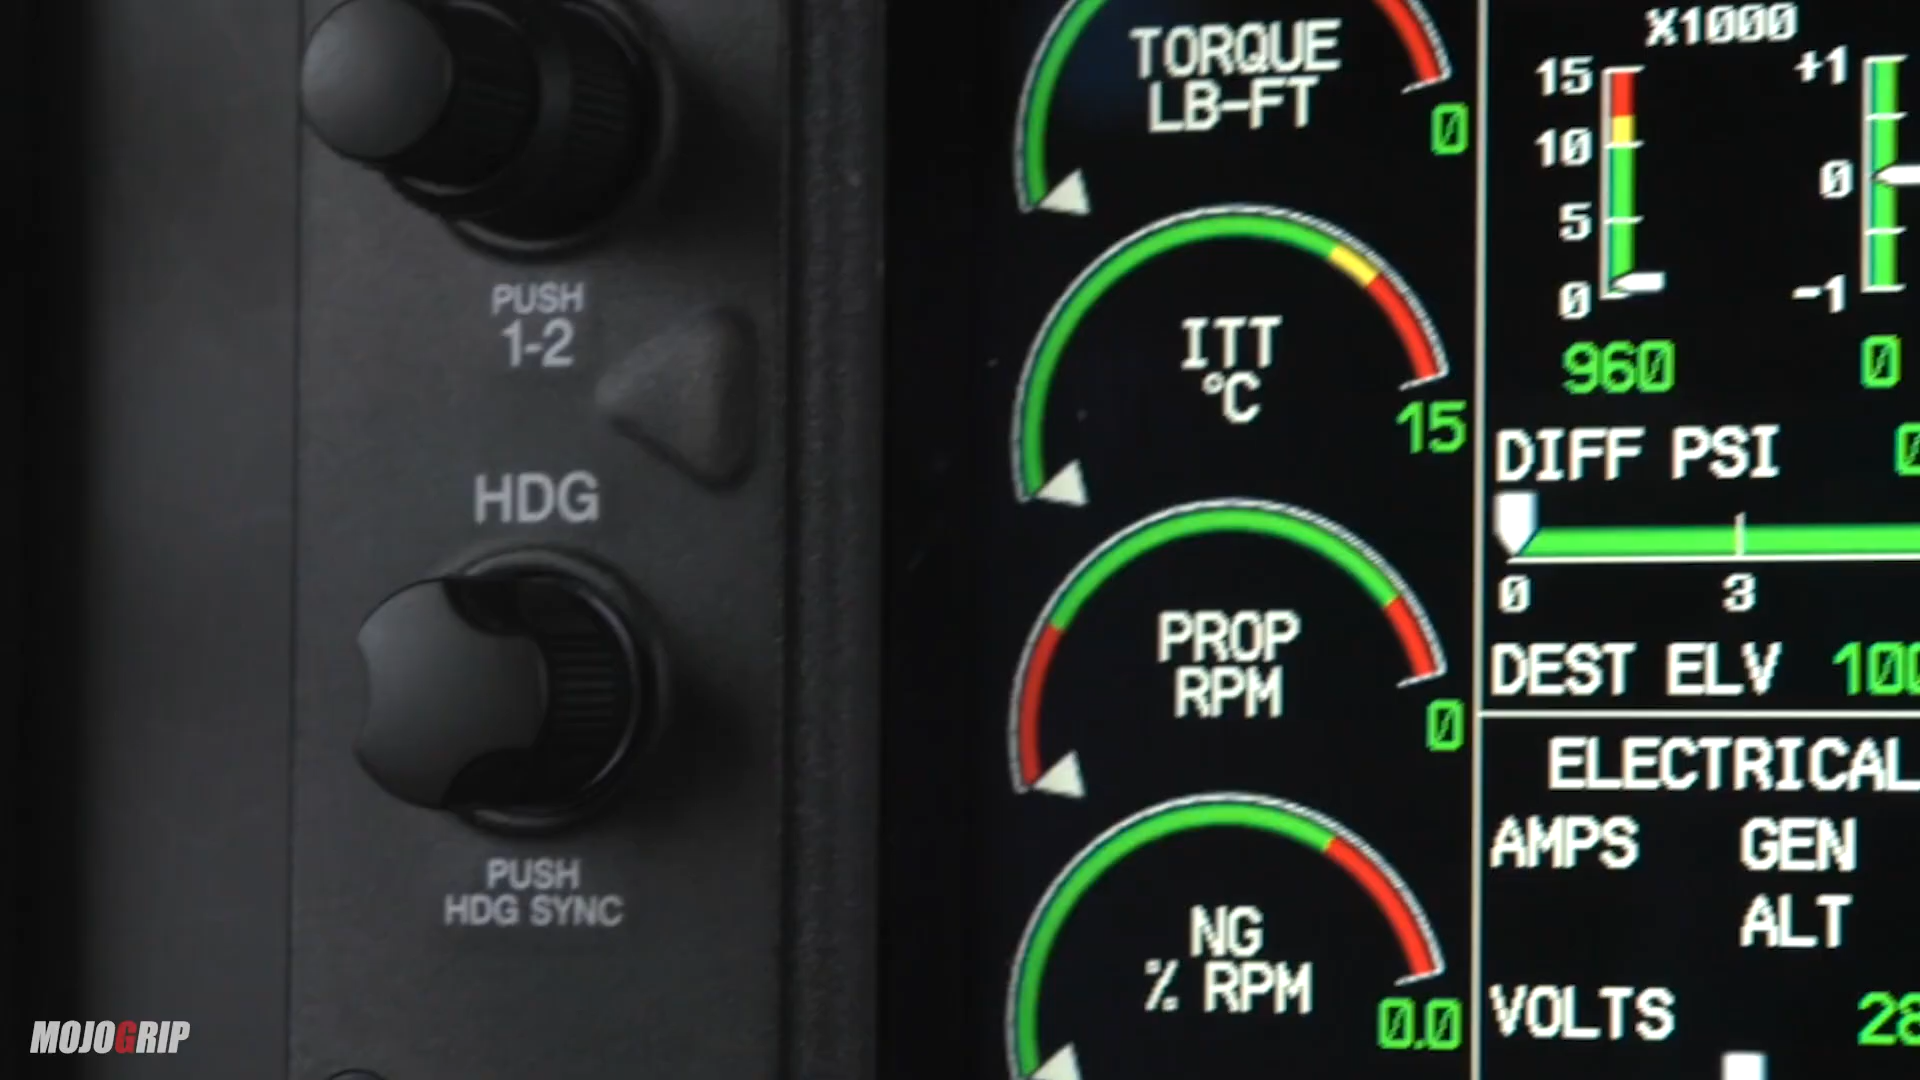 PUSH
1-2
HDG
PUSH
HDG SYNC
TORQUE
LB-FT
0
ITT
°C
15
PROP
RPM
0
NG
% RPM
0.0
X1000
15
10
5
0
960
+1
0
-1
0
DIFF PSI
0
3
DEST ELV 100
ELECTRICAL
AMPS GEN
ALT
VOLTS 28
MOJOGRIP